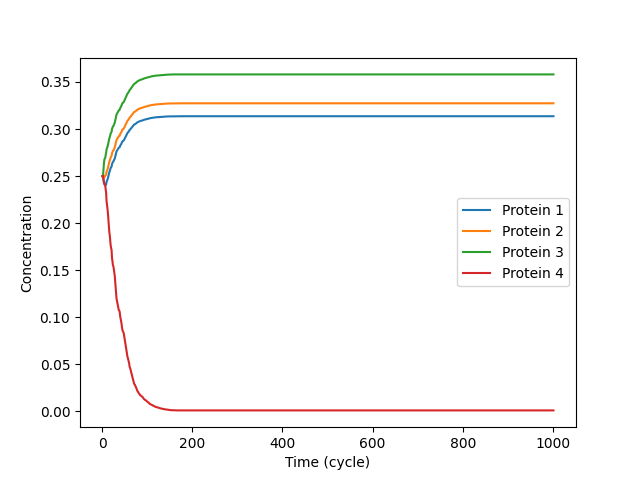 0.35
0.30
0.25
0.20
0.15
0.10
0.05
0.00
Concentration
Protein 1
Protein 2
Protein 3
Protein 4
0 200 400 600 800 1000
Time (cycle)